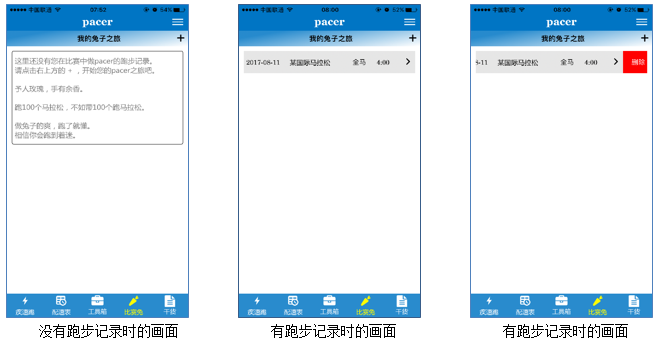 中国联通 07:52 54%
pacer
我的兔子之旅 +
这里还没有您在比赛中做pacer的跑步记录。
请点击右上方的 + ，开始您的pacer之旅吧。
予人玫瑰，手有余香。
跑100个马拉松，不如带100个跑马拉松。
做兔子的爽，跑了就懂。
相信你会跑到着迷。
配速表 工具箱 比赛兔 干货
没有跑步记录时的画面
中国联通 08:00 52%
pacer
我的兔子之旅 +
2017-08-11 某国际马拉松 金马 4:00 >
配速表 工具箱 比赛兔 干货
有跑步记录时的画面
中国联通 08:00 52%
pacer
我的兔子之旅 +
8-11 某国际马拉松 金马 4:00 > 删除
配速表 工具箱 比赛兔 干货
有跑步记录时的画面